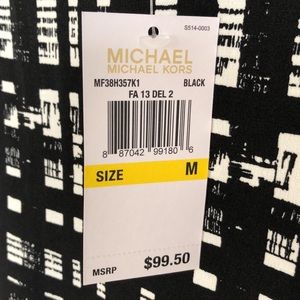 S514-0003
MICHAEL
MICHAEL KORS
MF38H357K1 BLACK
FA 13 DEL 2
8 87042 99180 6
SIZE M
MSRP $99.50